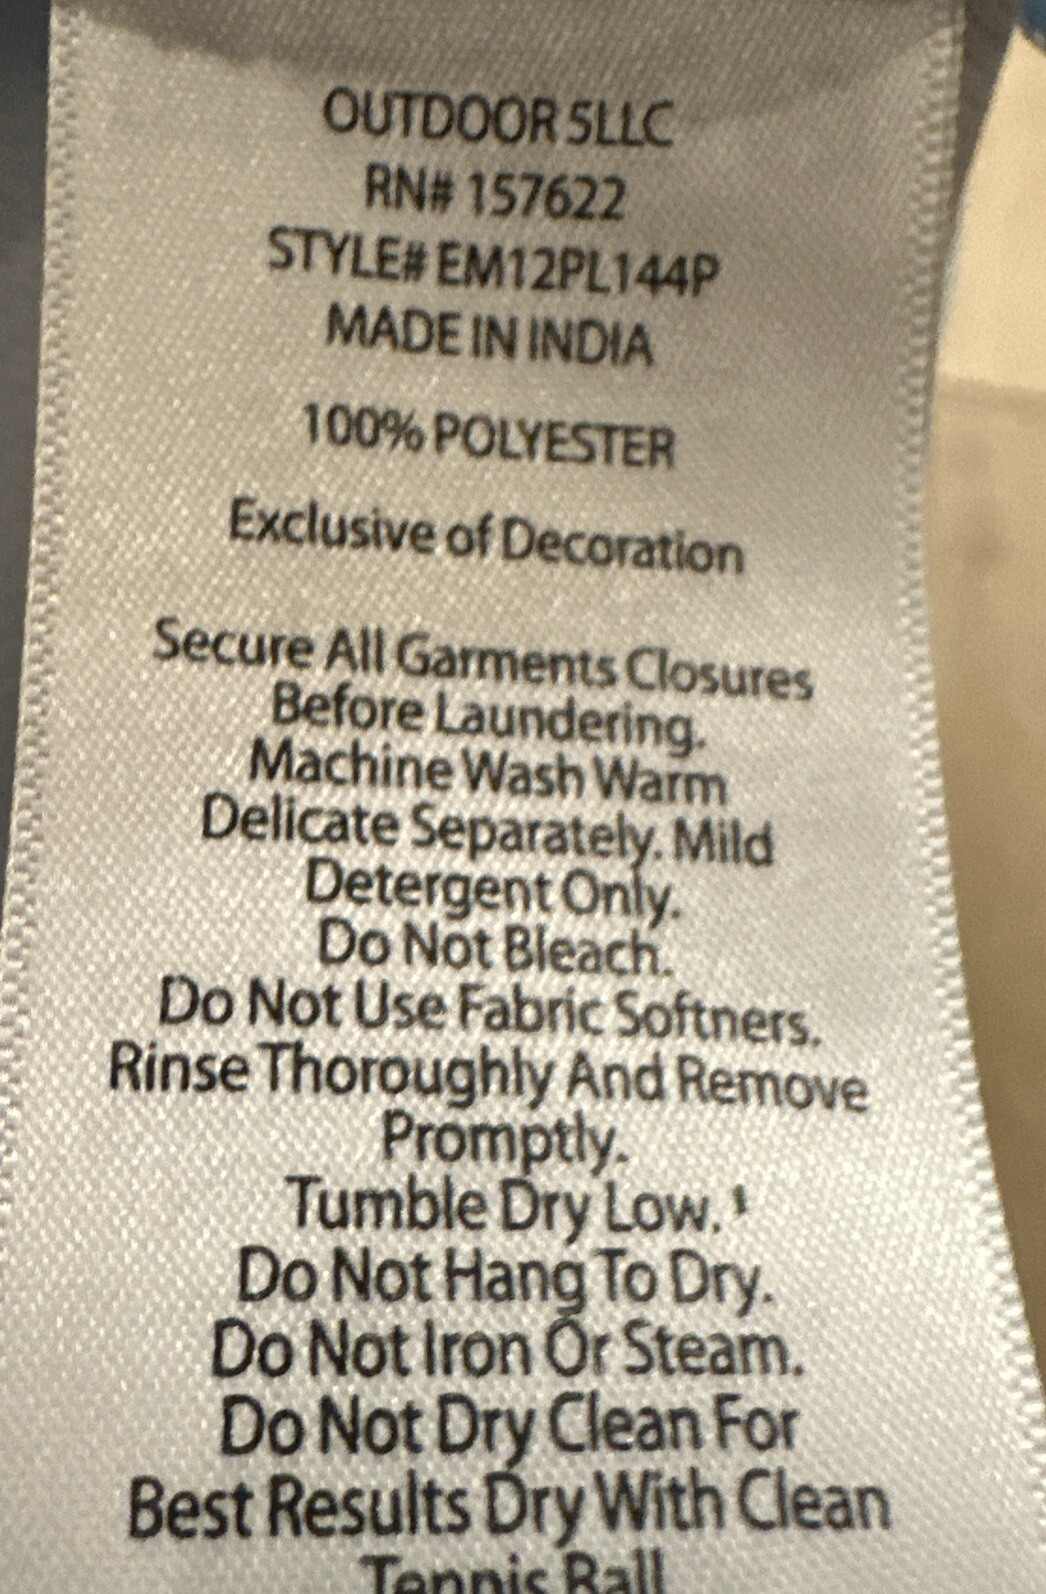 OUTDOOR 5LLC
RN# 157622
STYLE# EM12PL144P
MADE IN INDIA
100% POLYESTER
Exclusive of Decoration
Secure All Garments Closures
Before Laundering.
Machine Wash Warm
Delicate Separately. Mild
Detergent Only.
Do Not Bleach.
Do Not Use Fabric Softners.
Rinse Thoroughly And Remove
Promptly.
Tumble Dry Low.
Do Not Hang To Dry.
Do Not Iron Or Steam.
Do Not Dry Clean For
Best Results Dry With Clean
Tennis Ball